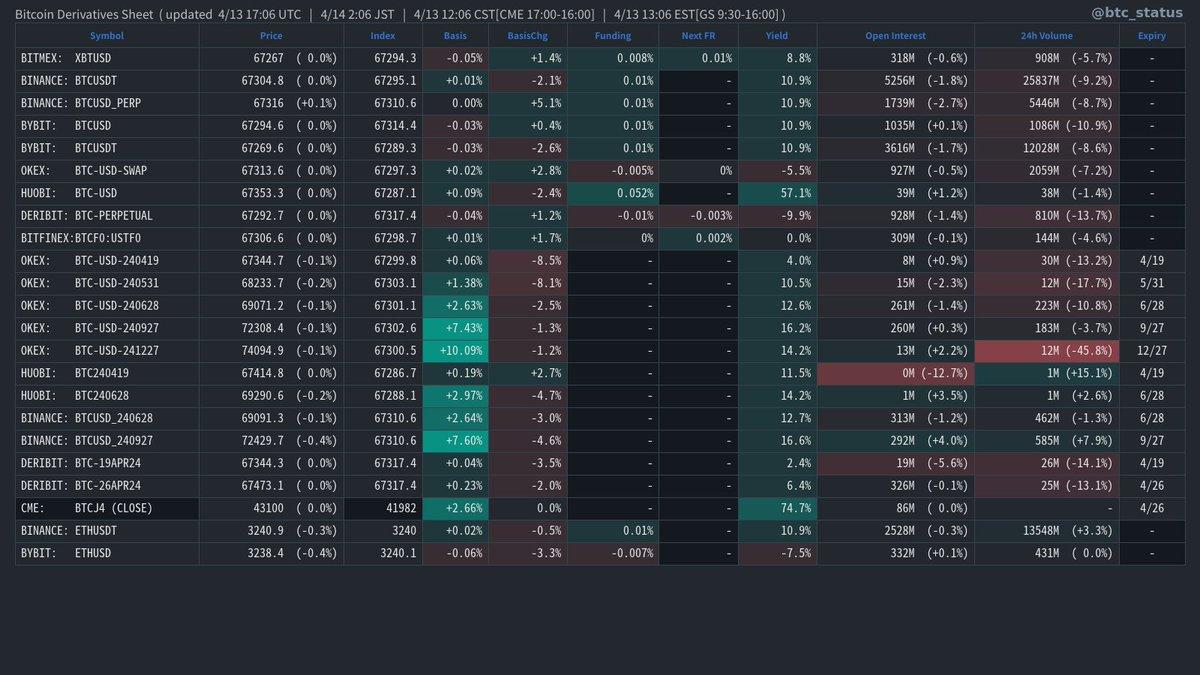 Bitcoin Derivatives Sheet ( updated 4/13 17:06 UTC | 4/14 2:06 JST | 4/13 12:06 CST[CME 17:00-16:00] | 4/13 13:06 EST[GS 9:30-16:00] ) @btc_status
Symbol Price Index Basis BasisChg Funding Next FR Yield Open Interest 24h Volume Expiry
BITMEX: XBTUSD 67267 ( 0.0%) 67294.3 -0.05% +1.4% 0.008% 0.01% 8.8% 318M (-0.6%) 908M (-5.7%) -
BINANCE: BTCUSDT 67304.8 ( 0.0%) 67295.1 +0.01% -2.1% 0.01% - 10.9% 5256M (-1.8%) 25837M (-9.2%) -
BINANCE: BTCUSD_PERP 67316 (+0.1%) 67310.6 0.00% +5.1% 0.01% - 10.9% 1739M (-2.7%) 5446M (-8.7%) -
BYBIT: BTCUSD 67294.6 ( 0.0%) 67314.4 -0.03% +0.4% 0.01% - 10.9% 1035M (+0.1%) 1086M (-10.9%) -
BYBIT: BTCUSDT 67269.6 ( 0.0%) 67289.3 -0.03% -2.6% 0.01% - 10.9% 3616M (-1.7%) 12028M (-8.6%) -
OKEX: BTC-USD-SWAP 67313.6 ( 0.0%) 67297.3 +0.02% +2.8% -0.005% 0% -5.5% 927M (-0.5%) 2059M (-7.2%) -
HUOBI: BTC-USD 67353.3 ( 0.0%) 67287.1 +0.09% -2.4% 0.052% - 57.1% 39M (+1.2%) 38M (-1.4%) -
DERIBIT: BTC-PERPETUAL 67292.7 ( 0.0%) 67317.4 -0.04% +1.2% -0.01% -0.003% -9.9% 928M (-1.4%) 810M (-13.7%) -
BITFINEX:BTCF0:USTF0 67306.6 ( 0.0%) 67298.7 +0.01% +1.7% 0% 0.002% 0.0% 309M (-0.1%) 144M (-4.6%) -
OKEX: BTC-USD-240419 67344.7 (-0.1%) 67299.8 +0.06% -8.5% - - 4.0% 8M (+0.9%) 30M (-13.2%) 4/19
OKEX: BTC-USD-240531 68233.7 (-0.2%) 67303.1 +1.38% -8.1% - - 10.5% 15M (-2.3%) 12M (-17.7%) 5/31
OKEX: BTC-USD-240628 69071.2 (-0.1%) 67301.1 +2.63% -2.5% - - 12.6% 261M (-1.4%) 223M (-10.8%) 6/28
OKEX: BTC-USD-240927 72308.4 (-0.1%) 67302.6 +7.43% -1.3% - - 16.2% 260M (+0.3%) 183M (-3.7%) 9/27
OKEX: BTC-USD-241227 74094.9 (-0.1%) 67300.5 +10.09% -1.2% - - 14.2% 13M (+2.2%) 12M (-45.8%) 12/27
HUOBI: BTC240419 67414.8 ( 0.0%) 67286.7 +0.19% +2.7% - - 11.5% 0M (-12.7%) 1M (+15.1%) 4/19
HUOBI: BTC240628 69290.6 (-0.2%) 67288.1 +2.97% -4.7% - - 14.2% 1M (+3.5%) 1M (+2.6%) 6/28
BINANCE: BTCUSD_240628 69091.3 (-0.1%) 67310.6 +2.64% -3.0% - - 12.7% 313M (-1.2%) 462M (-1.3%) 6/28
BINANCE: BTCUSD_240927 72429.7 (-0.4%) 67310.6 +7.60% -4.6% - - 16.6% 292M (+4.0%) 585M (+7.9%) 9/27
DERIBIT: BTC-19APR24 67344.3 ( 0.0%) 67317.4 +0.04% -3.5% - - 2.4% 19M (-5.6%) 26M (-14.1%) 4/19
DERIBIT: BTC-26APR24 67473.1 ( 0.0%) 67317.4 +0.23% -2.0% - - 6.4% 326M (-0.1%) 25M (-13.1%) 4/26
CME: BTCJ4 (CLOSE) 43100 ( 0.0%) 41982 +2.66% 0.0% - - 74.7% 86M ( 0.0%) - 4/26
BINANCE: ETHUSDT 3240.9 (-0.3%) 3240 +0.02% -0.5% 0.01% - 10.9% 2528M (-0.3%) 13548M (+3.3%) -
BYBIT: ETHUSD 3238.4 (-0.4%) 3240.1 -0.06% -3.3% -0.007% - -7.5% 332M (+0.1%) 431M ( 0.0%) -